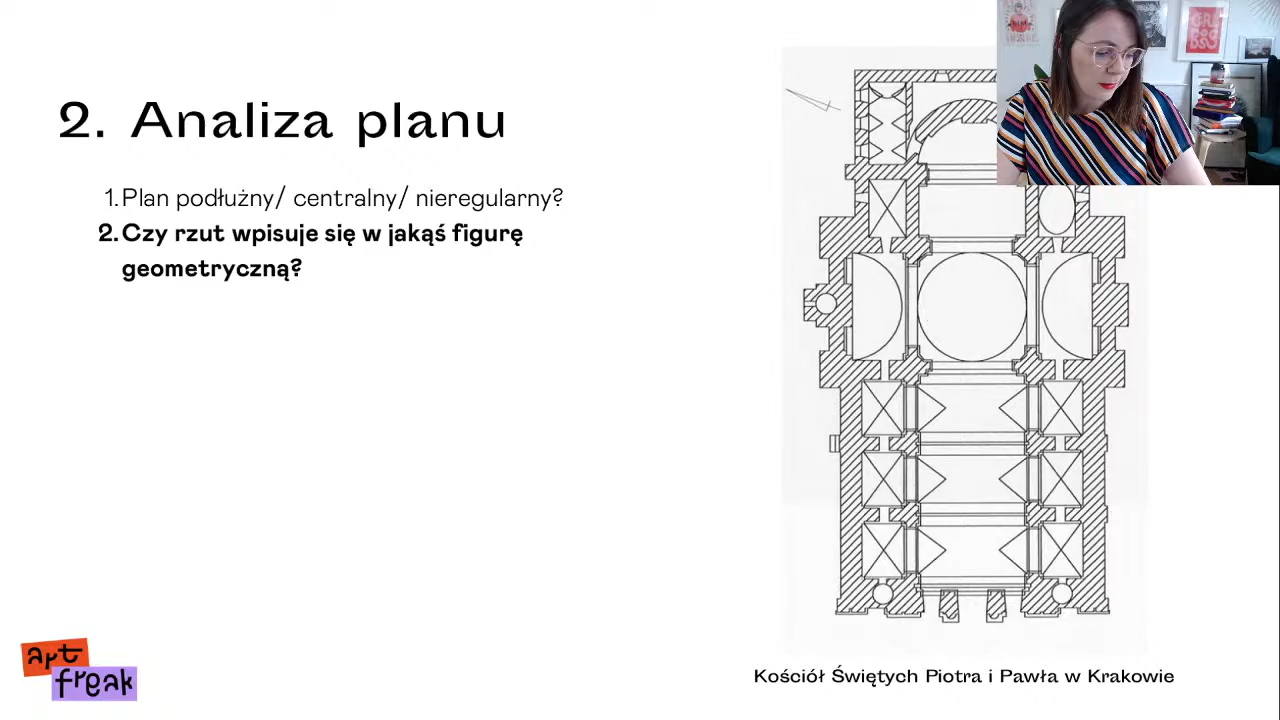 2. Analiza planu
1. Plan podłużny/ centralny/ nieregularny?
2. Czy rzut wpisuje się w jakąś figurę
geometryczną?
Kościół Świętych Piotra i Pawła w Krakowie
art
freak